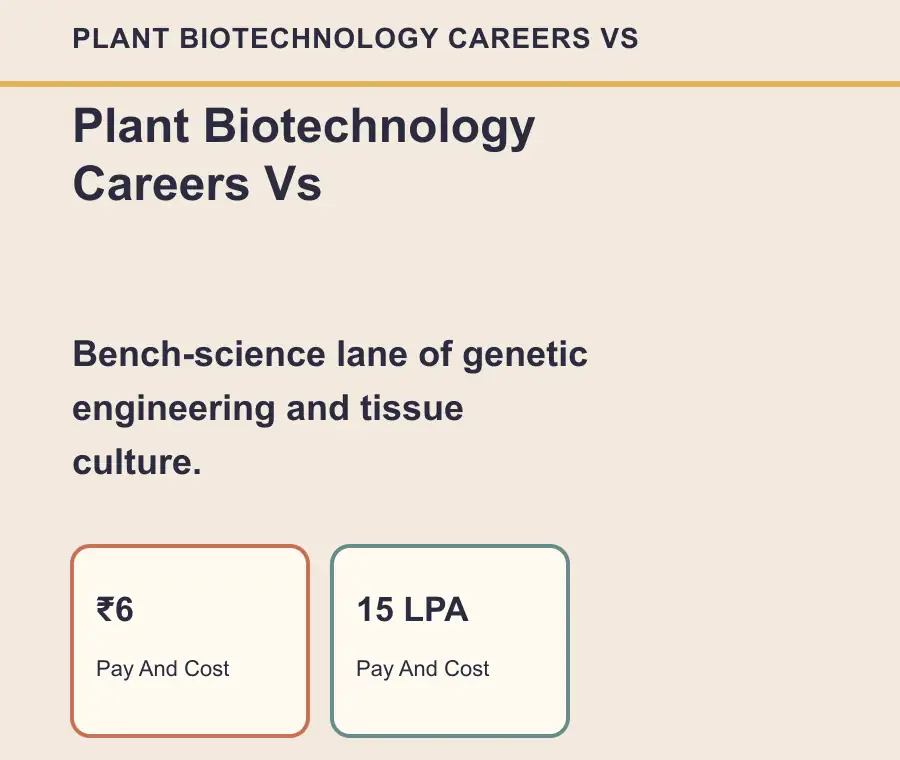 PLANT BIOTECHNOLOGY CAREERS VS
Plant Biotechnology
Careers Vs
Bench-science lane of genetic
engineering and tissue
culture.
₹6
Pay And Cost
15 LPA
Pay And Cost